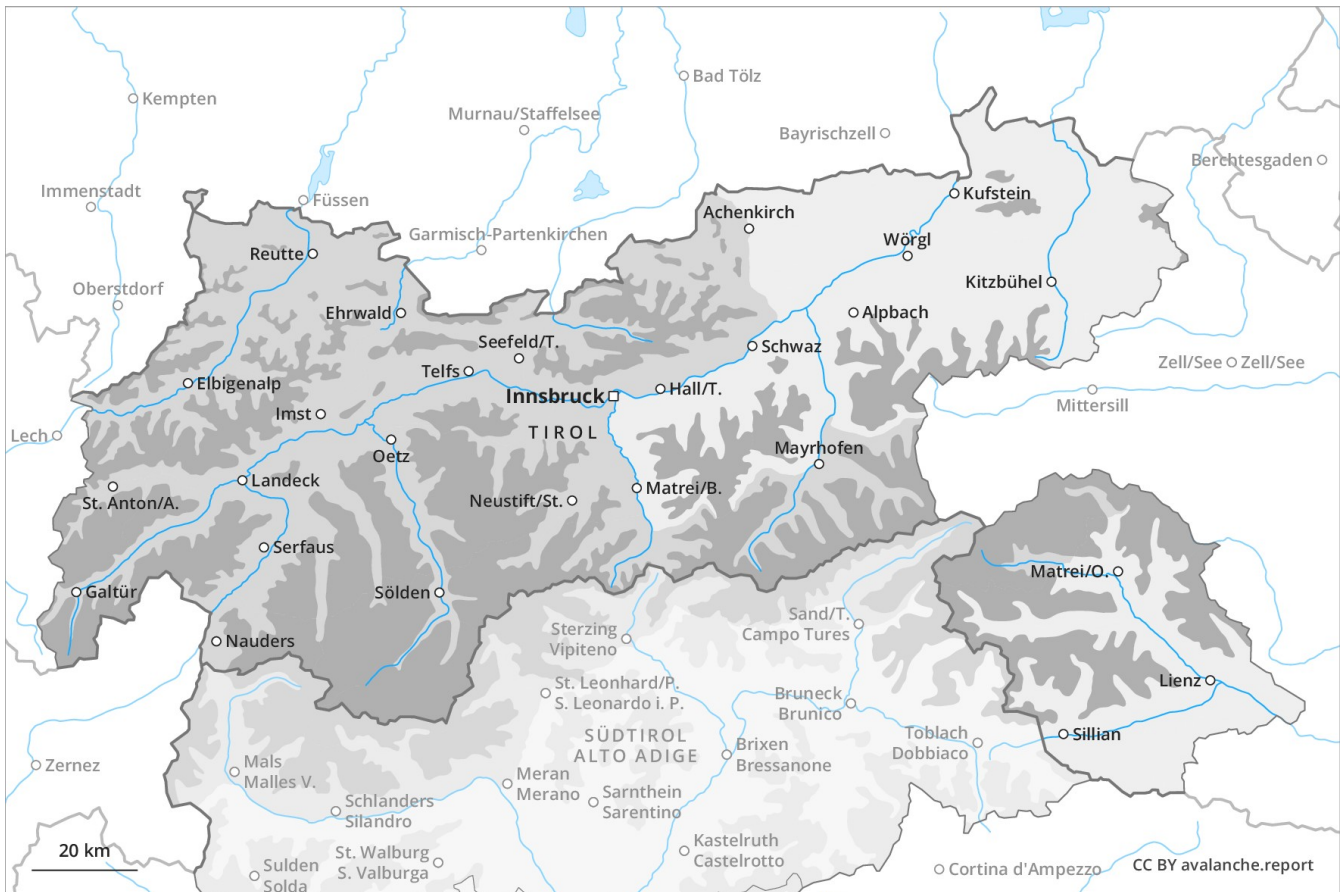 Kempten
Bad Tölz
Murnau/Staffelsee
Bayrischzell
Berchtesgaden
Immenstadt
Füssen
Kufstein
Achenkirch
Garmisch-Partenkirchen
Wörgl
Reutte
Oberstdorf
Kitzbühel
Ehrwald
Alpbach
Seefeld/T.
Schwaz
Telfs
Zell/See
Zell/See
Elbigenalp
Hall/T.
Innsbruck
Mittersill
Imst
TIROL
Lech
Oetz
Mayrhofen
Landeck
St. Anton/A.
Neustift/St.
Matrei/B.
Serfaus
Matrei/O.
Galtür
Sölden
Sand/T.
Campo Tures
Sterzing
Vipiteno
Nauders
Lienz
St. Leonhard/P.
S. Leonardo i. P.
Bruneck
Brunico
Sillian
SÜDTIROL
ALTO ADIGE
Toblach
Dobbiaco
Brixen
Bressanone
Zernez
Mals
Malles V.
Meran
Merano
Schlanders
Silandro
Sarnthein
Sarentino
20 km
St. Walburg
S. Valburga
Kastelruth
Castelrotto
Sulden
Solda
Cortina d'Ampezzo
CC BY avalanche.report